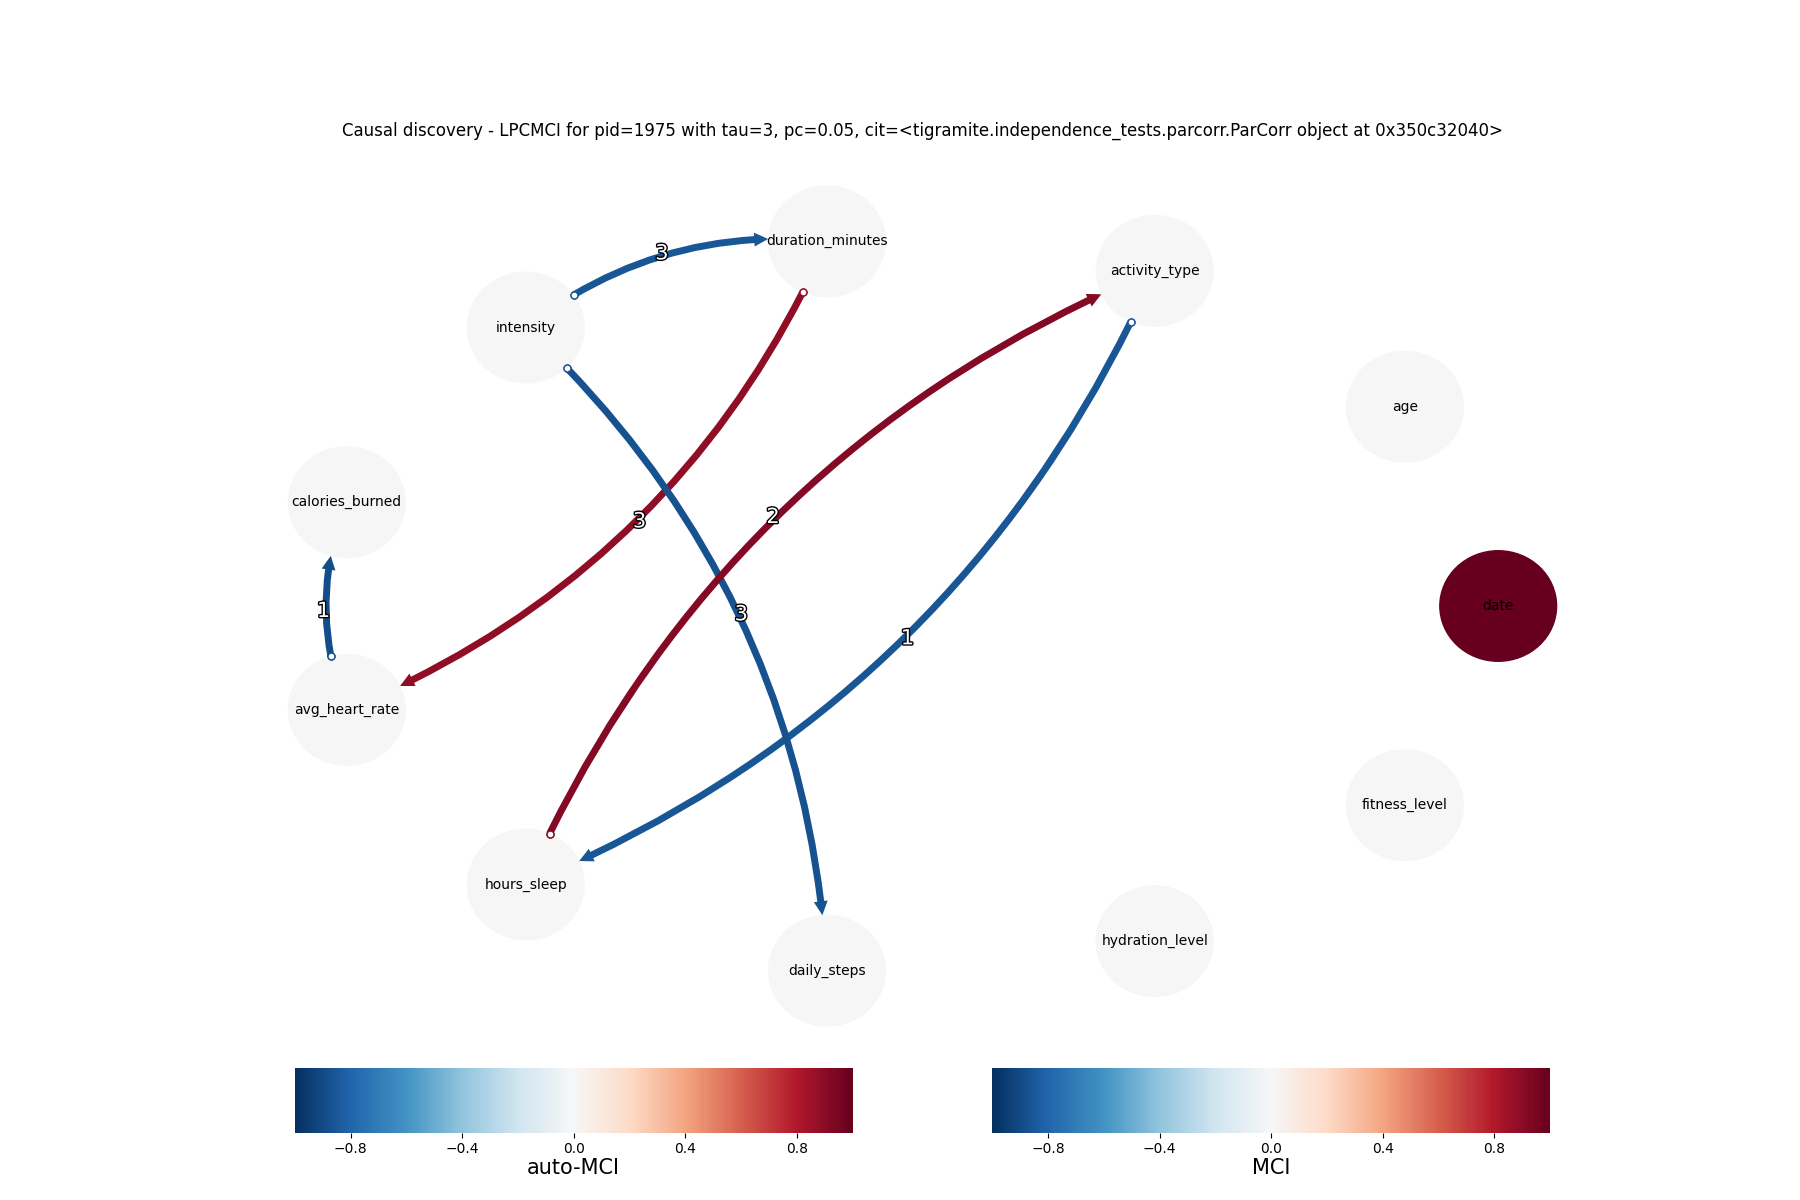 Causal discovery - LPCMCI for pid=1975 with tau=3, pc=0.05, cit=<tigramite.independence_tests.parcorr.ParCorr object at 0x350c32040>
duration_minutes
3
activity_type
intensity
age
calories_burned
3
2
date
1
3
1
avg_heart_rate
fitness_level
hours_sleep
hydration_level
daily_steps
−0.8 −0.4 0.0 0.4 0.8
auto-MCI
−0.8 −0.4 0.0 0.4 0.8
MCI